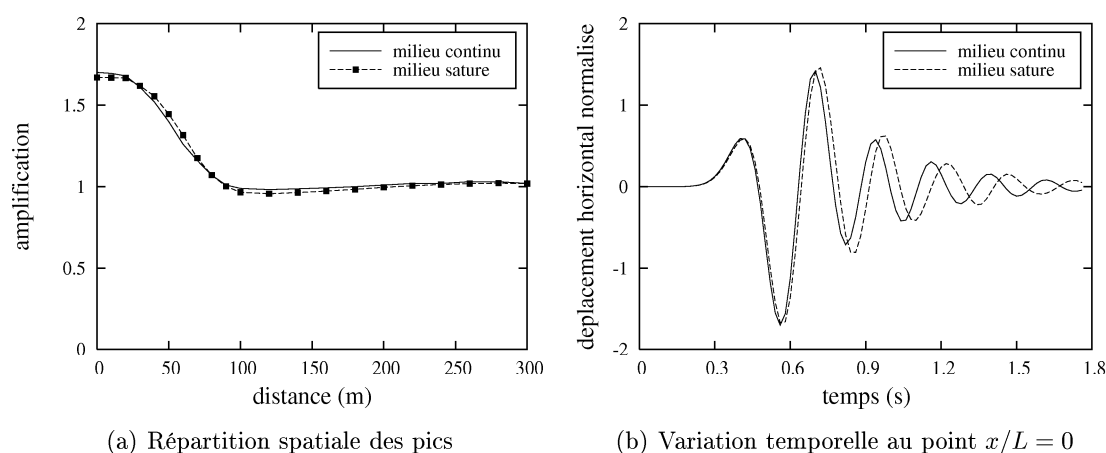 2
1.5
1
0.5
0
amplification
milieu continu
milieu sature
0 50 100 150 200 250 300
distance (m)
(a) Répartition spatiale des pics
2
1
0
-1
-2
deplacement horizontal normalise
milieu continu
milieu sature
0 0.3 0.6 0.9 1.2 1.5 1.8
temps (s)
(b) Variation temporelle au point x/L = 0